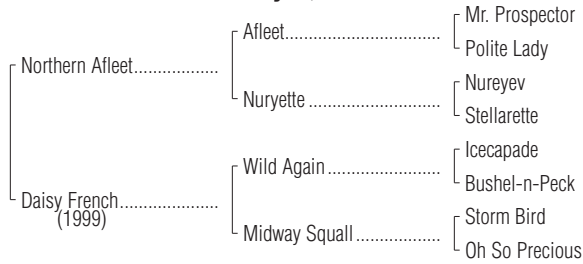 Mr. Prospector
Afleet
Polite Lady
Northern Afleet
Nureyev
Nuryette
Stellarette
Icecapade
Wild Again
Bushel-n-Peck
Daisy French
(1999)
Storm Bird
Midway Squall
Oh So Precious